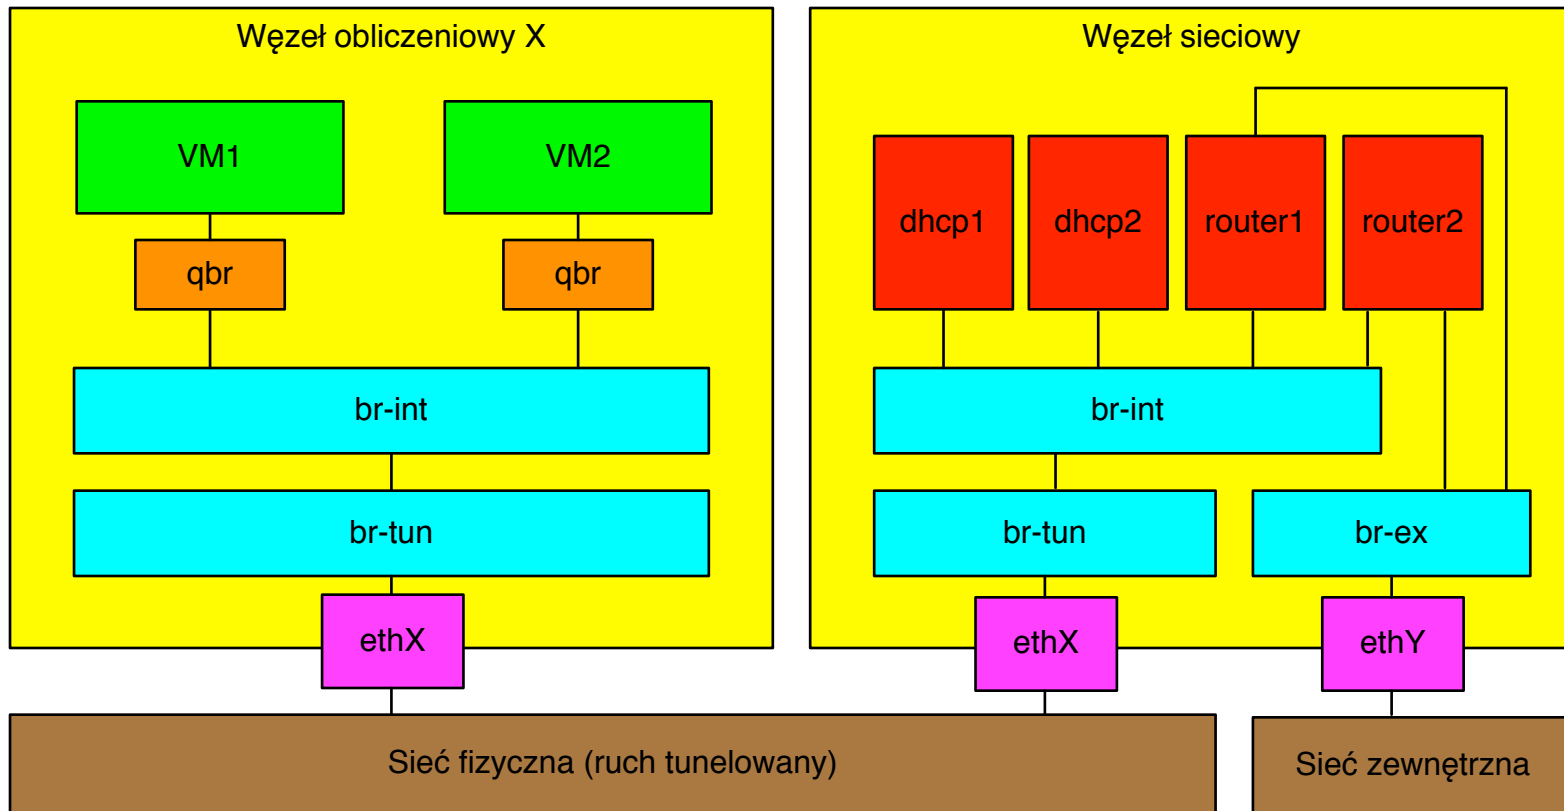 Węzeł obliczeniowy X
Węzeł sieciowy
VM1
VM2
dhcp1
dhcp2
router1
router2
qbr
qbr
br-int
br-int
br-tun
br-tun
br-ex
ethX
ethX
ethY
Sieć fizyczna (ruch tunelowany)
Sieć zewnętrzna